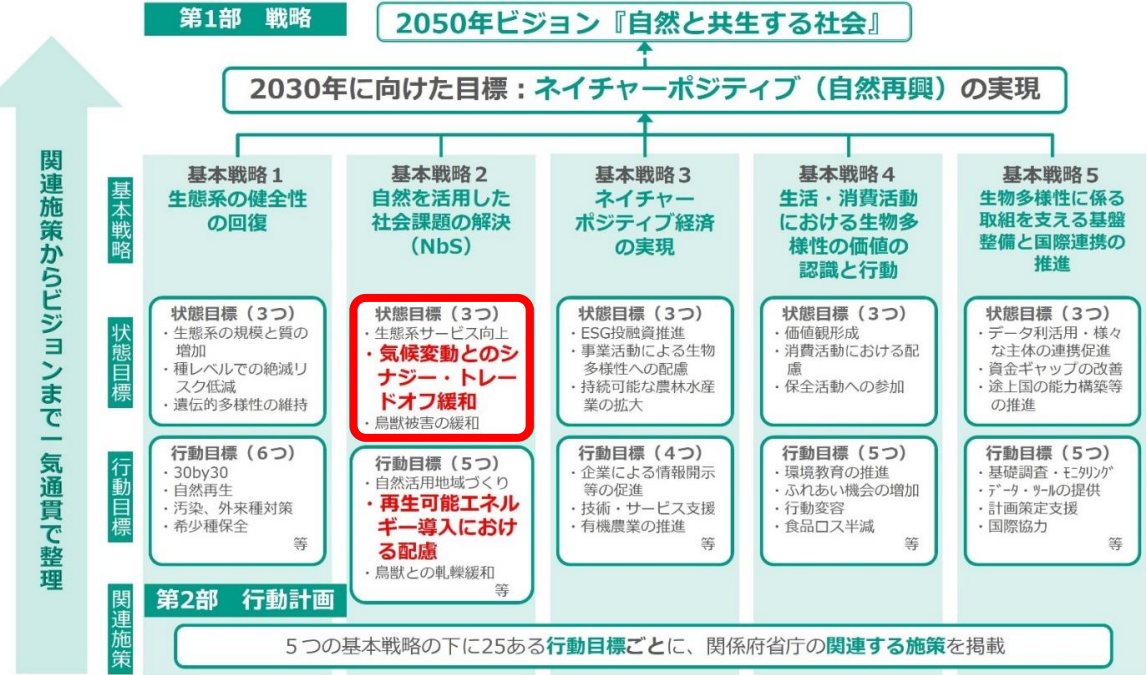 第1部 戦略
2050年ビジョン『自然と共生する社会』
2030年に向けた目標：ネイチャーポジティブ（自然再興）の実現
関連施策からビジョンまで一気通貫で整理
基本戦略
基本戦略１
生態系の健全性
の回復
基本戦略２
自然を活用した
社会課題の解決
（NbS）
基本戦略３
ネイチャー
ポジティブ経済
の実現
基本戦略４
生活・消費活動
における生物多
様性の価値の
認識と行動
基本戦略５
生物多様性に係る
取組を支える基盤
整備と国際連携の
推進
状態目標
状態目標（３つ）
・生態系の規模と質の
増加
・種レベルでの絶滅リ
スク低減
・遺伝的多様性の維持
状態目標（３つ）
・生態系サービス向上
・気候変動とのシ
ナジー・トレー
ドオフ緩和
・鳥獣被害の緩和
状態目標（３つ）
・ESG投融資推進
・事業活動による生物
多様性への配慮
・持続可能な農林水産
業の拡大
状態目標（３つ）
・価値観形成
・消費活動における配
慮
・保全活動への参加
状態目標（３つ）
・データ利活用・様々
な主体の連携促進
・資金ギャップの改善
・途上国の能力構築等
の推進
行動目標
行動目標（６つ）
・30by30
・自然再生
・汚染、外来種対策
・希少種保全
等
行動目標（５つ）
・自然活用地域づくり
・再生可能エネル
ギー導入におけ
る配慮
・鳥獣との軋轢緩和
等
行動目標（４つ）
・企業による情報開示
等の促進
・技術・サービス支援
・有機農業の推進
等
行動目標（５つ）
・環境教育の推進
・ふれあい機会の増加
・行動変容
・食品ロス半減
等
行動目標（５つ）
・基礎調査・ﾓﾆﾀﾘﾝｸﾞ
・ﾃﾞｰﾀ・ﾂｰﾙの提供
・計画策定支援
・国際協力
等
関連施策
第2部 行動計画
５つの基本戦略の下に25ある行動目標ごとに、関係府省庁の関連する施策を掲載